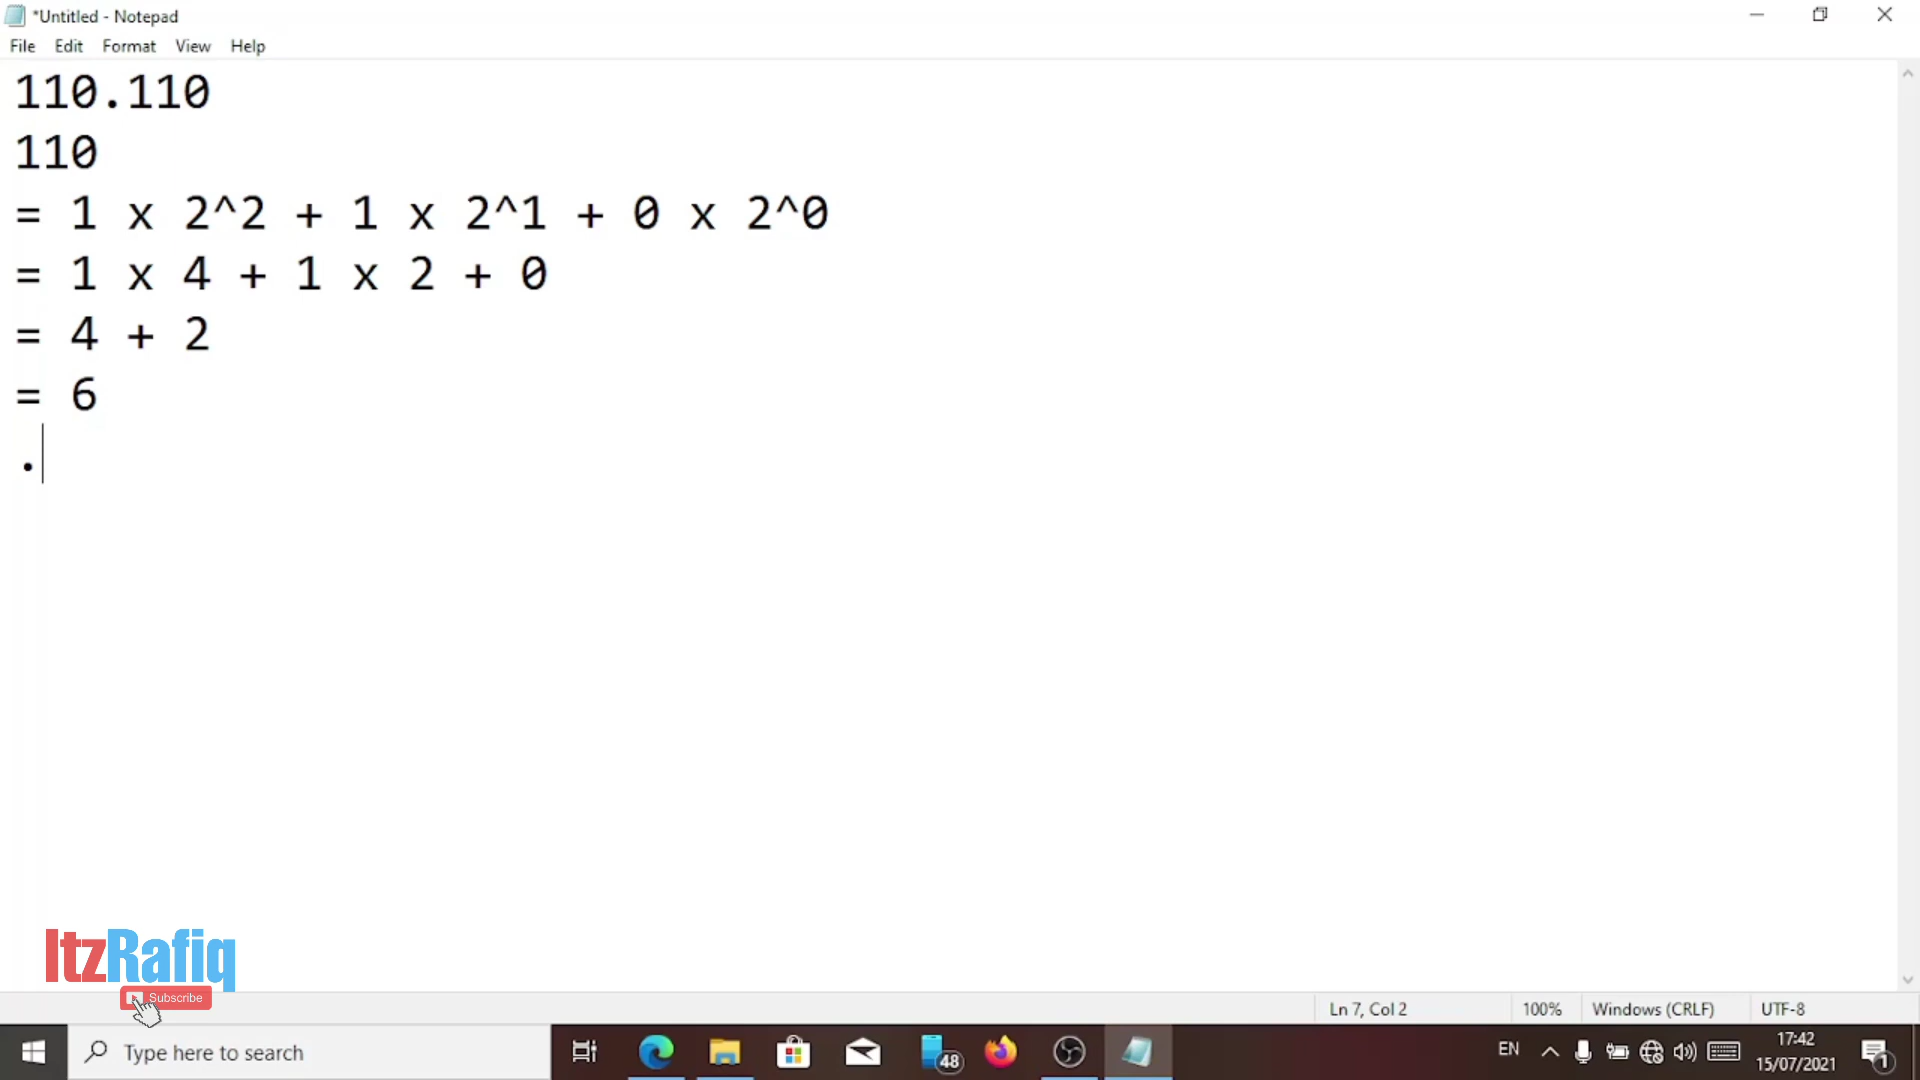 *Untitled - Notepad
File Edit Format View Help
110.110
110
= 1 x 2^2 + 1 x 2^1 + 0 x 2^0
= 1 x 4 + 1 x 2 + 0
= 4 + 2
= 6
.
ItzRafiq
Subscribe
Ln 7, Col 2 100% Windows (CRLF) UTF-8
Type here to search 48 EN 17:42
15/07/2021 1